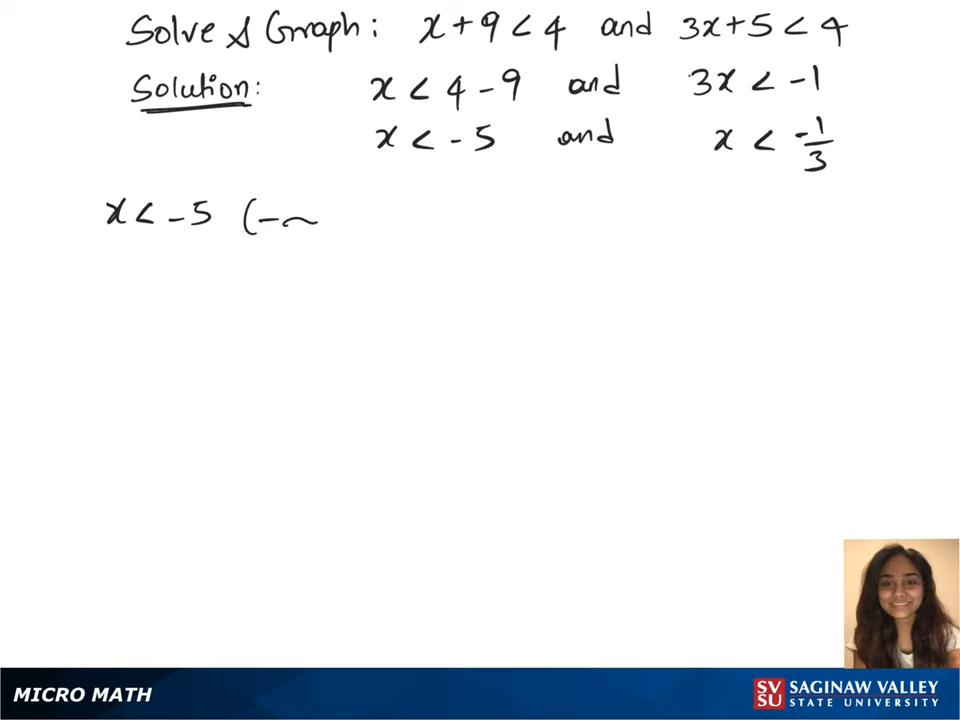 Solve & Graph: x + 9 < 4 and 3x + 5 < 4
Solution: x < 4 - 9 and 3x < -1
x < -5 and x < -1/3
x < -5 (-
MICRO MATH
SVSU SAGINAW VALLEY
STATE UNIVERSITY